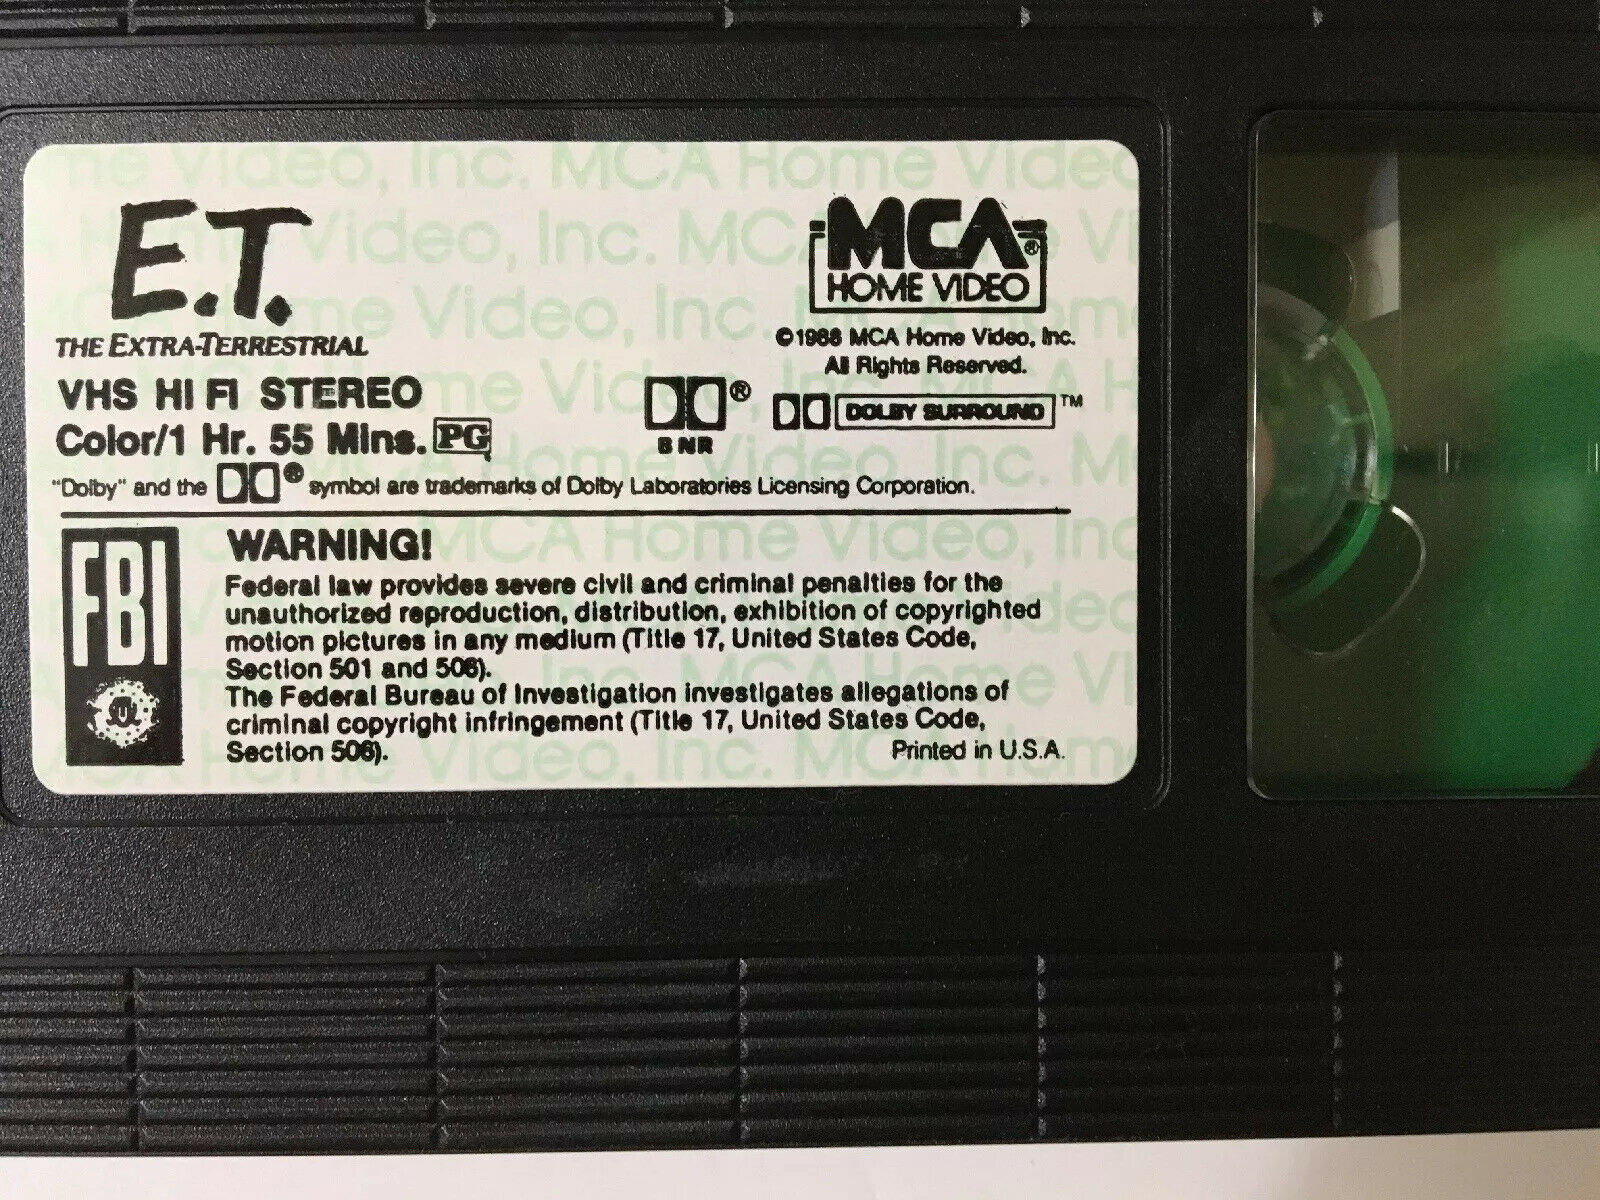 E.T.
THE EXTRA-TERRESTRIAL
VHS HI FI STEREO
Color/1 Hr. 55 Mins. PG
MCA®
HOME VIDEO
©1988 MCA Home Video, Inc.
All Rights Reserved.
®
B NR
DOLBY SURROUND™
"Dolby" and the ® symbol are trademarks of Dolby Laboratories Licensing Corporation.
FBI
WARNING!
Federal law provides severe civil and criminal penalties for the
unauthorized reproduction, distribution, exhibition of copyrighted
motion pictures in any medium (Title 17, United States Code,
Section 501 and 506).
The Federal Bureau of Investigation investigates allegations of
criminal copyright infringement (Title 17, United States Code,
Section 506).
Printed in U.S.A.